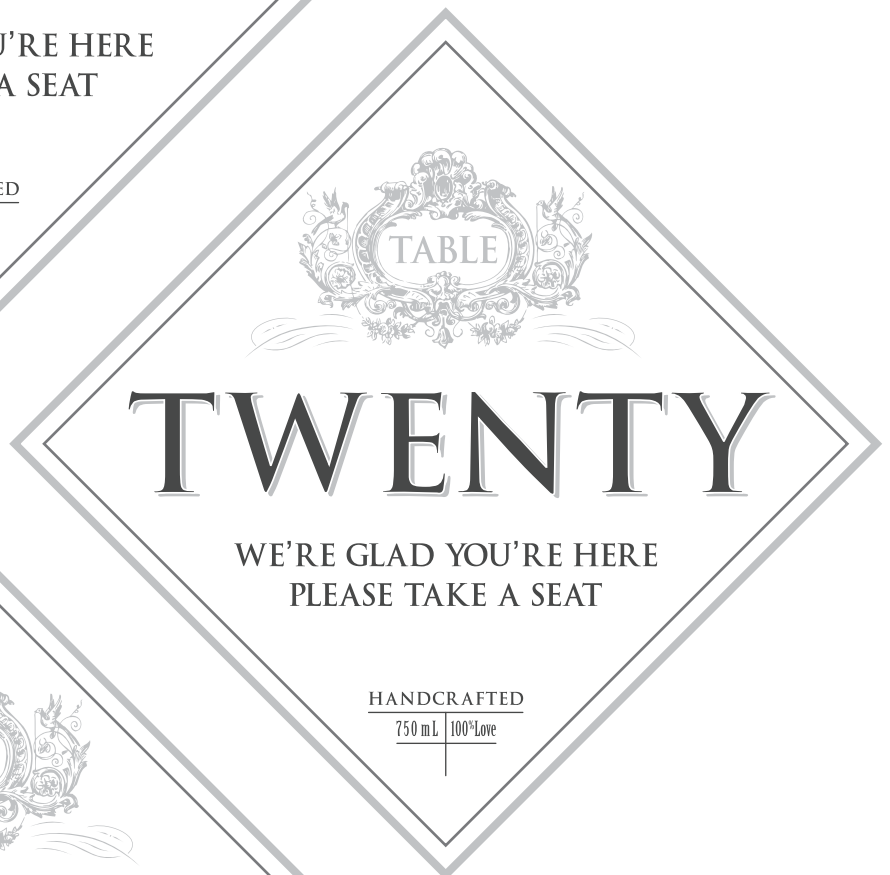 'RE HERE
A SEAT
TABLE
TWENTY
WE'RE GLAD YOU'RE HERE
PLEASE TAKE A SEAT
HANDCRAFTED
750 mL 100% Love